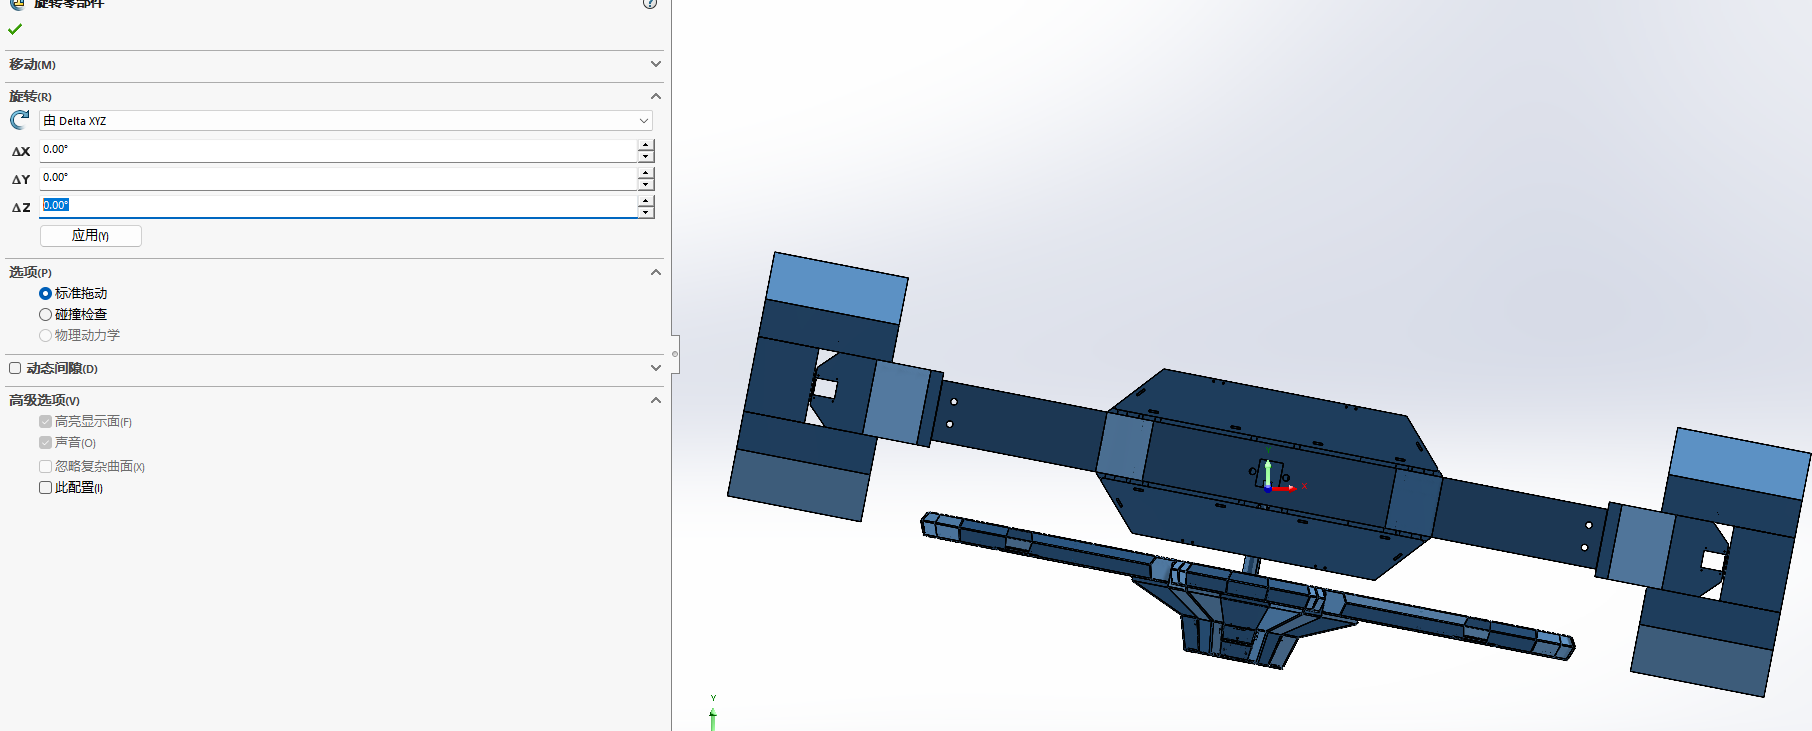 旋转零部件
?
移动(M)
旋转(R)
由 Delta XYZ
ΔX 0.00°
ΔY 0.00°
ΔZ 0.00°
应用(Y)
选项(P)
标准拖动
碰撞检查
物理动力学
动态间隙(D)
高级选项(V)
高亮显示面(F)
声音(O)
忽略复杂曲面(X)
此配置(I)
Y
X
Y